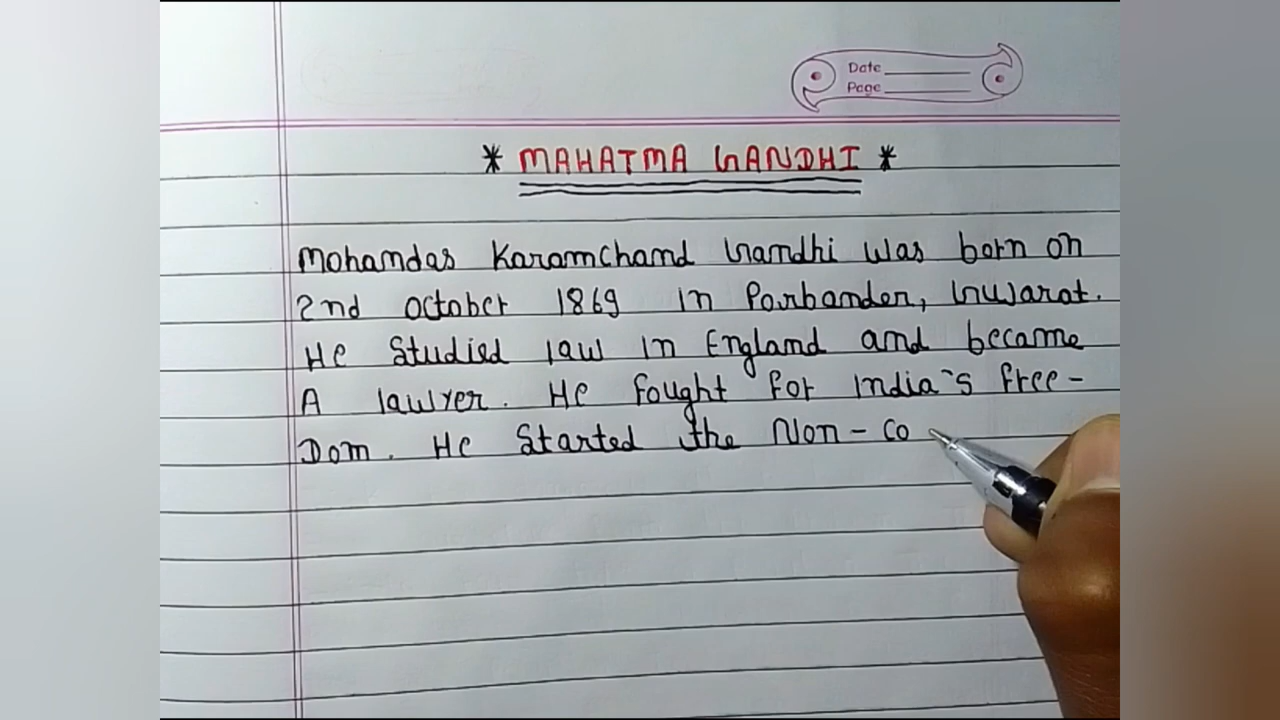 Date
Page
* MAHATMA GANDHI *
Mohandas Karamchand Gandhi was born on
2nd october 1869 in Porbander, Gujarat.
He Studied law in England and became
A lawyer. He fought for India's free-
Dom. He Started the Non-co